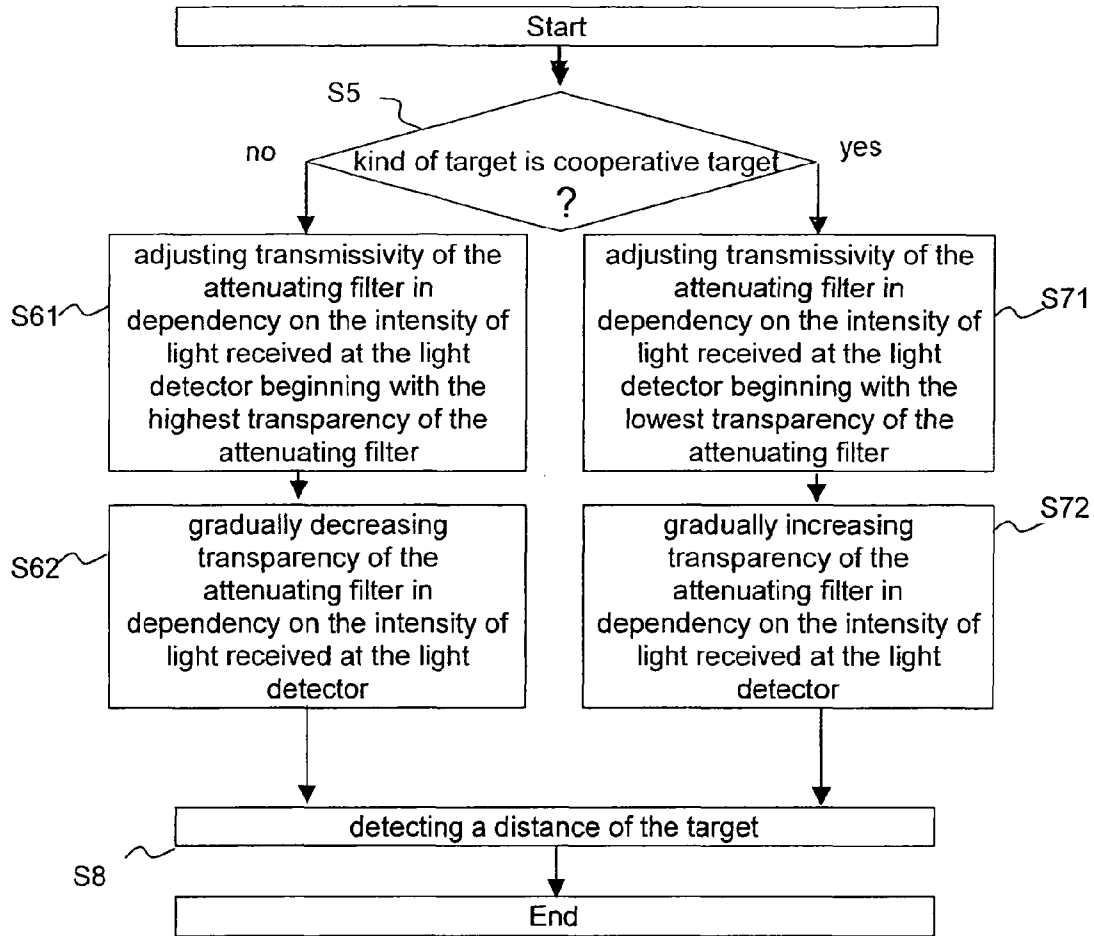 Start
S5
no
kind of target is cooperative target
?
yes
S61
adjusting transmissivity of the
attenuating filter in
dependency on the intensity of
light received at the light
detector beginning with the
highest transparency of the
attenuating filter
adjusting transmissivity of the
attenuating filter in
dependency on the intensity of
light received at the light
detector beginning with the
lowest transparency of the
attenuating filter
S71
S62
gradually decreasing
transparency of the
attenuating filter in
dependency on the intensity of
light received at the light
detector
gradually increasing
transparency of the
attenuating filter in
dependency on the intensity of
light received at the light
detector
S72
detecting a distance of the target
S8
End